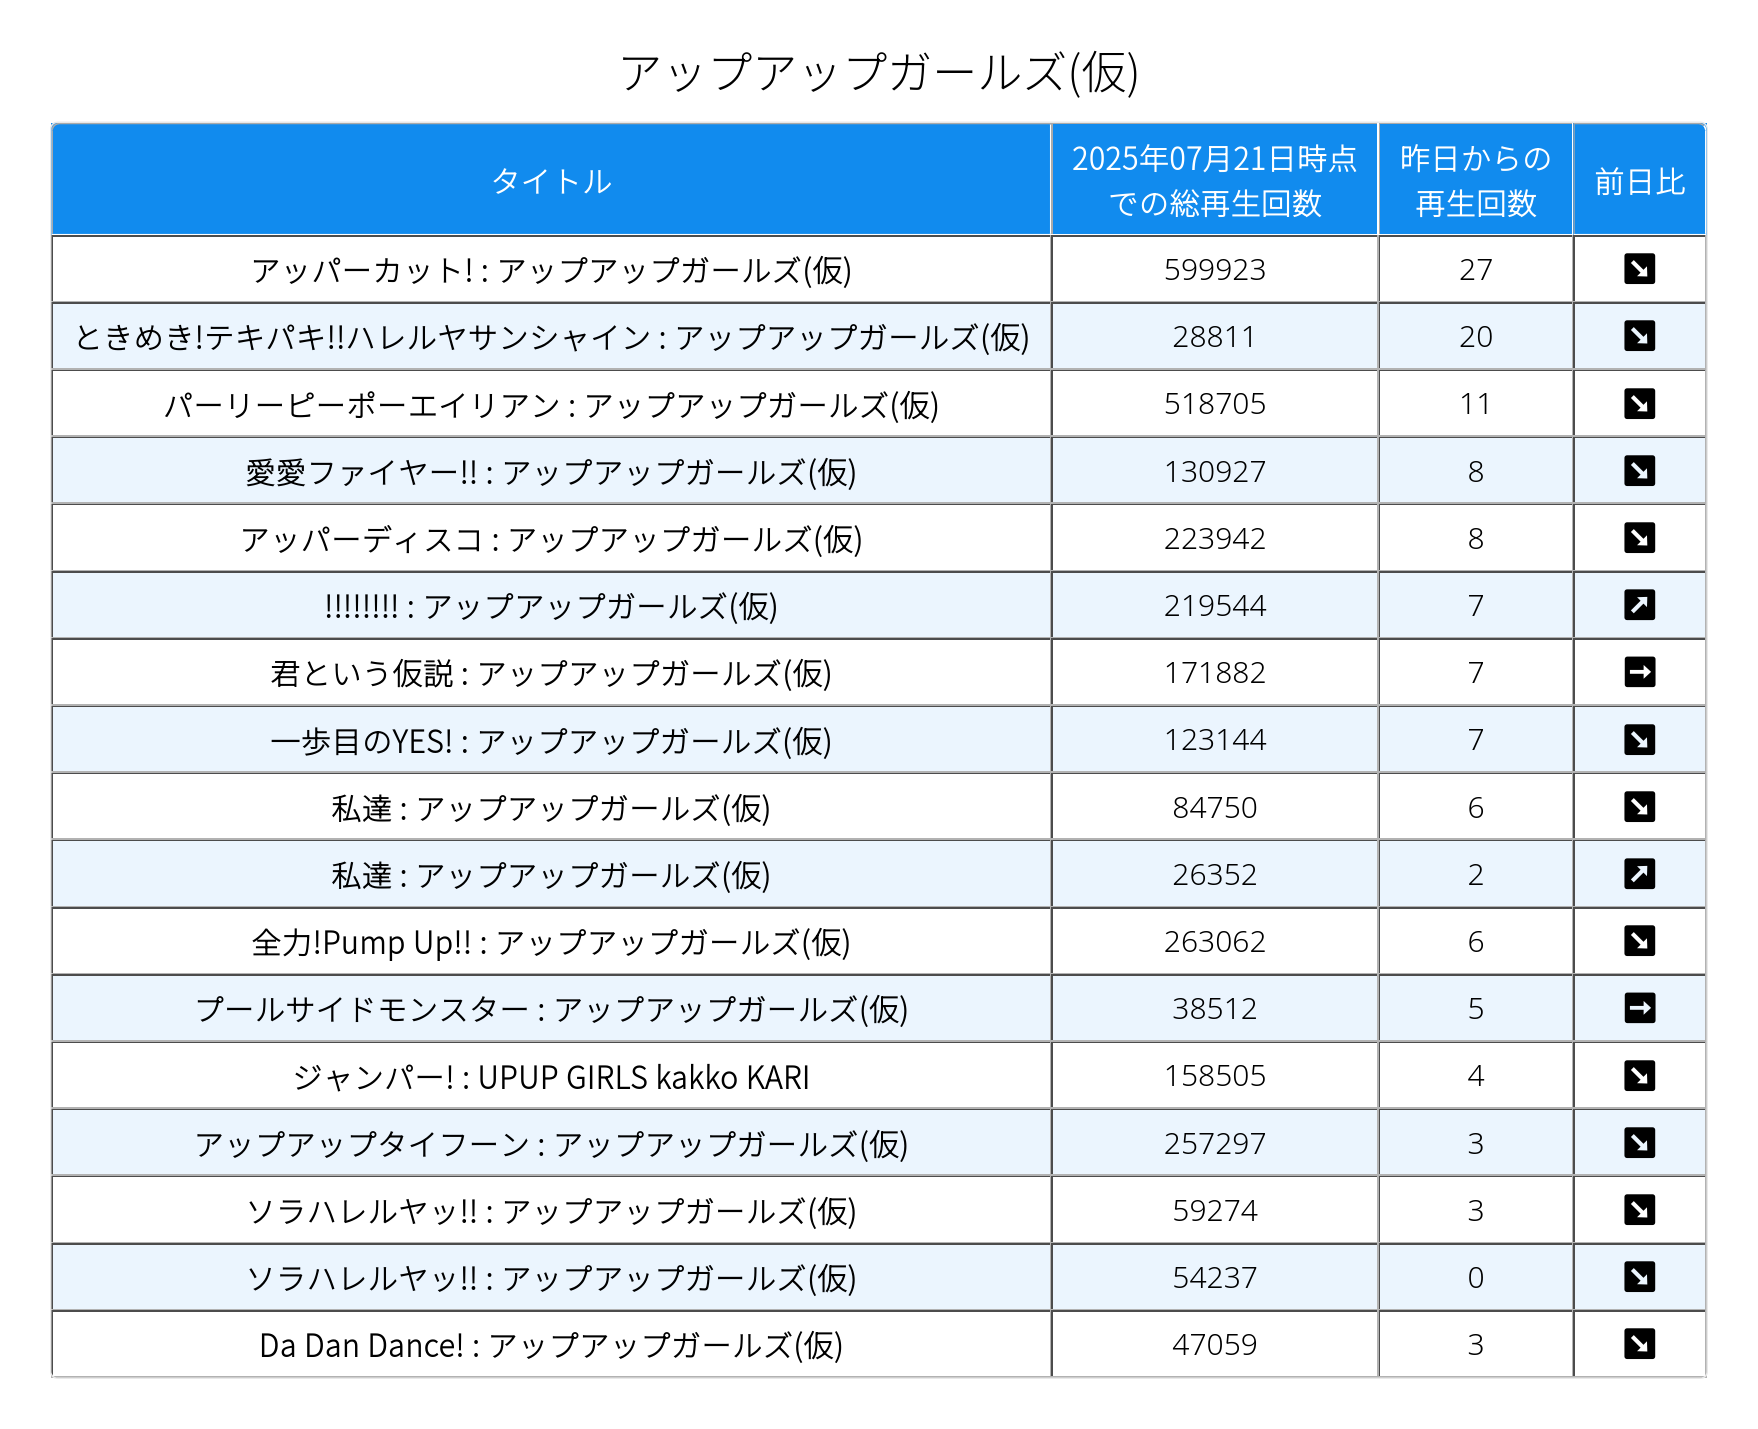 アップアップガールズ(仮)
タイトル 2025年07月21日時点での総再生回数 昨日からの再生回数 前日比
アッパーカット! : アップアップガールズ(仮) 599923 27 ↘
ときめき!テキパキ!!ハレルヤサンシャイン : アップアップガールズ(仮) 28811 20 ↘
パーリーピーポーエイリアン : アップアップガールズ(仮) 518705 11 ↘
愛愛ファイヤー!! : アップアップガールズ(仮) 130927 8 ↘
アッパーディスコ : アップアップガールズ(仮) 223942 8 ↘
!!!!!!!! : アップアップガールズ(仮) 219544 7 ↗
君という仮説 : アップアップガールズ(仮) 171882 7 →
一歩目のYES! : アップアップガールズ(仮) 123144 7 ↘
私達 : アップアップガールズ(仮) 84750 6 ↘
私達 : アップアップガールズ(仮) 26352 2 ↗
全力!Pump Up!! : アップアップガールズ(仮) 263062 6 ↘
プールサイドモンスター : アップアップガールズ(仮) 38512 5 →
ジャンパー! : UPUP GIRLS kakko KARI 158505 4 ↘
アップアップタイフーン : アップアップガールズ(仮) 257297 3 ↘
ソラハレルヤッ!! : アップアップガールズ(仮) 59274 3 ↘
ソラハレルヤッ!! : アップアップガールズ(仮) 54237 0 ↘
Da Dan Dance! : アップアップガールズ(仮) 47059 3 ↘